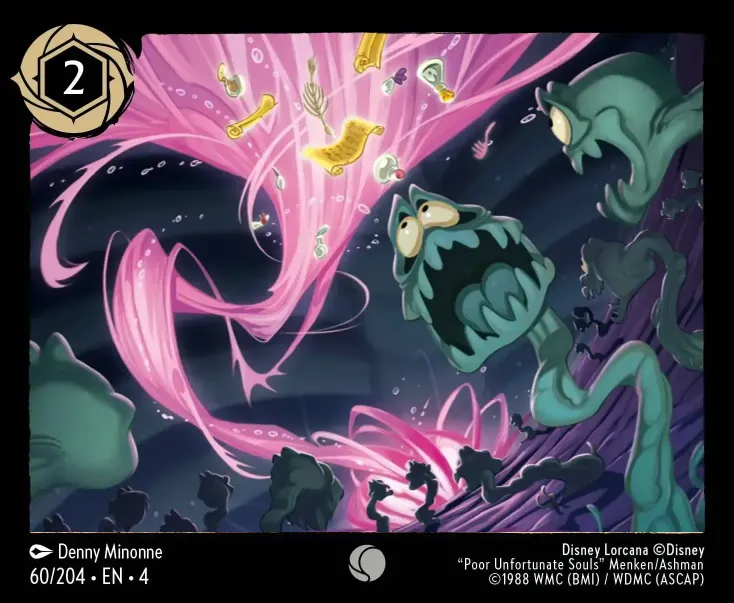 2
Denny Minonne
60/204 • EN • 4
Disney Lorcana ©Disney
"Poor Unfortunate Souls" Menken/Ashman
©1988 WMC (BMI) / WDMC (ASCAP)